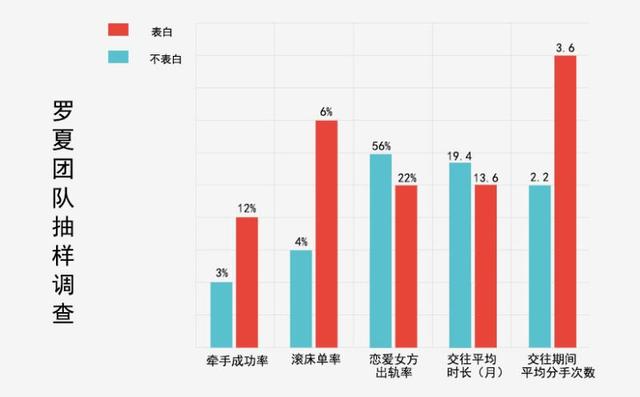 表白
不表白
罗夏团队抽样调查
3%
12%
4%
6%
56%
22%
19.4
13.6
2.2
3.6
牵手成功率
滚床单率
恋爱女方
出轨率
交往平均
时长（月）
交往期间
平均分手次数